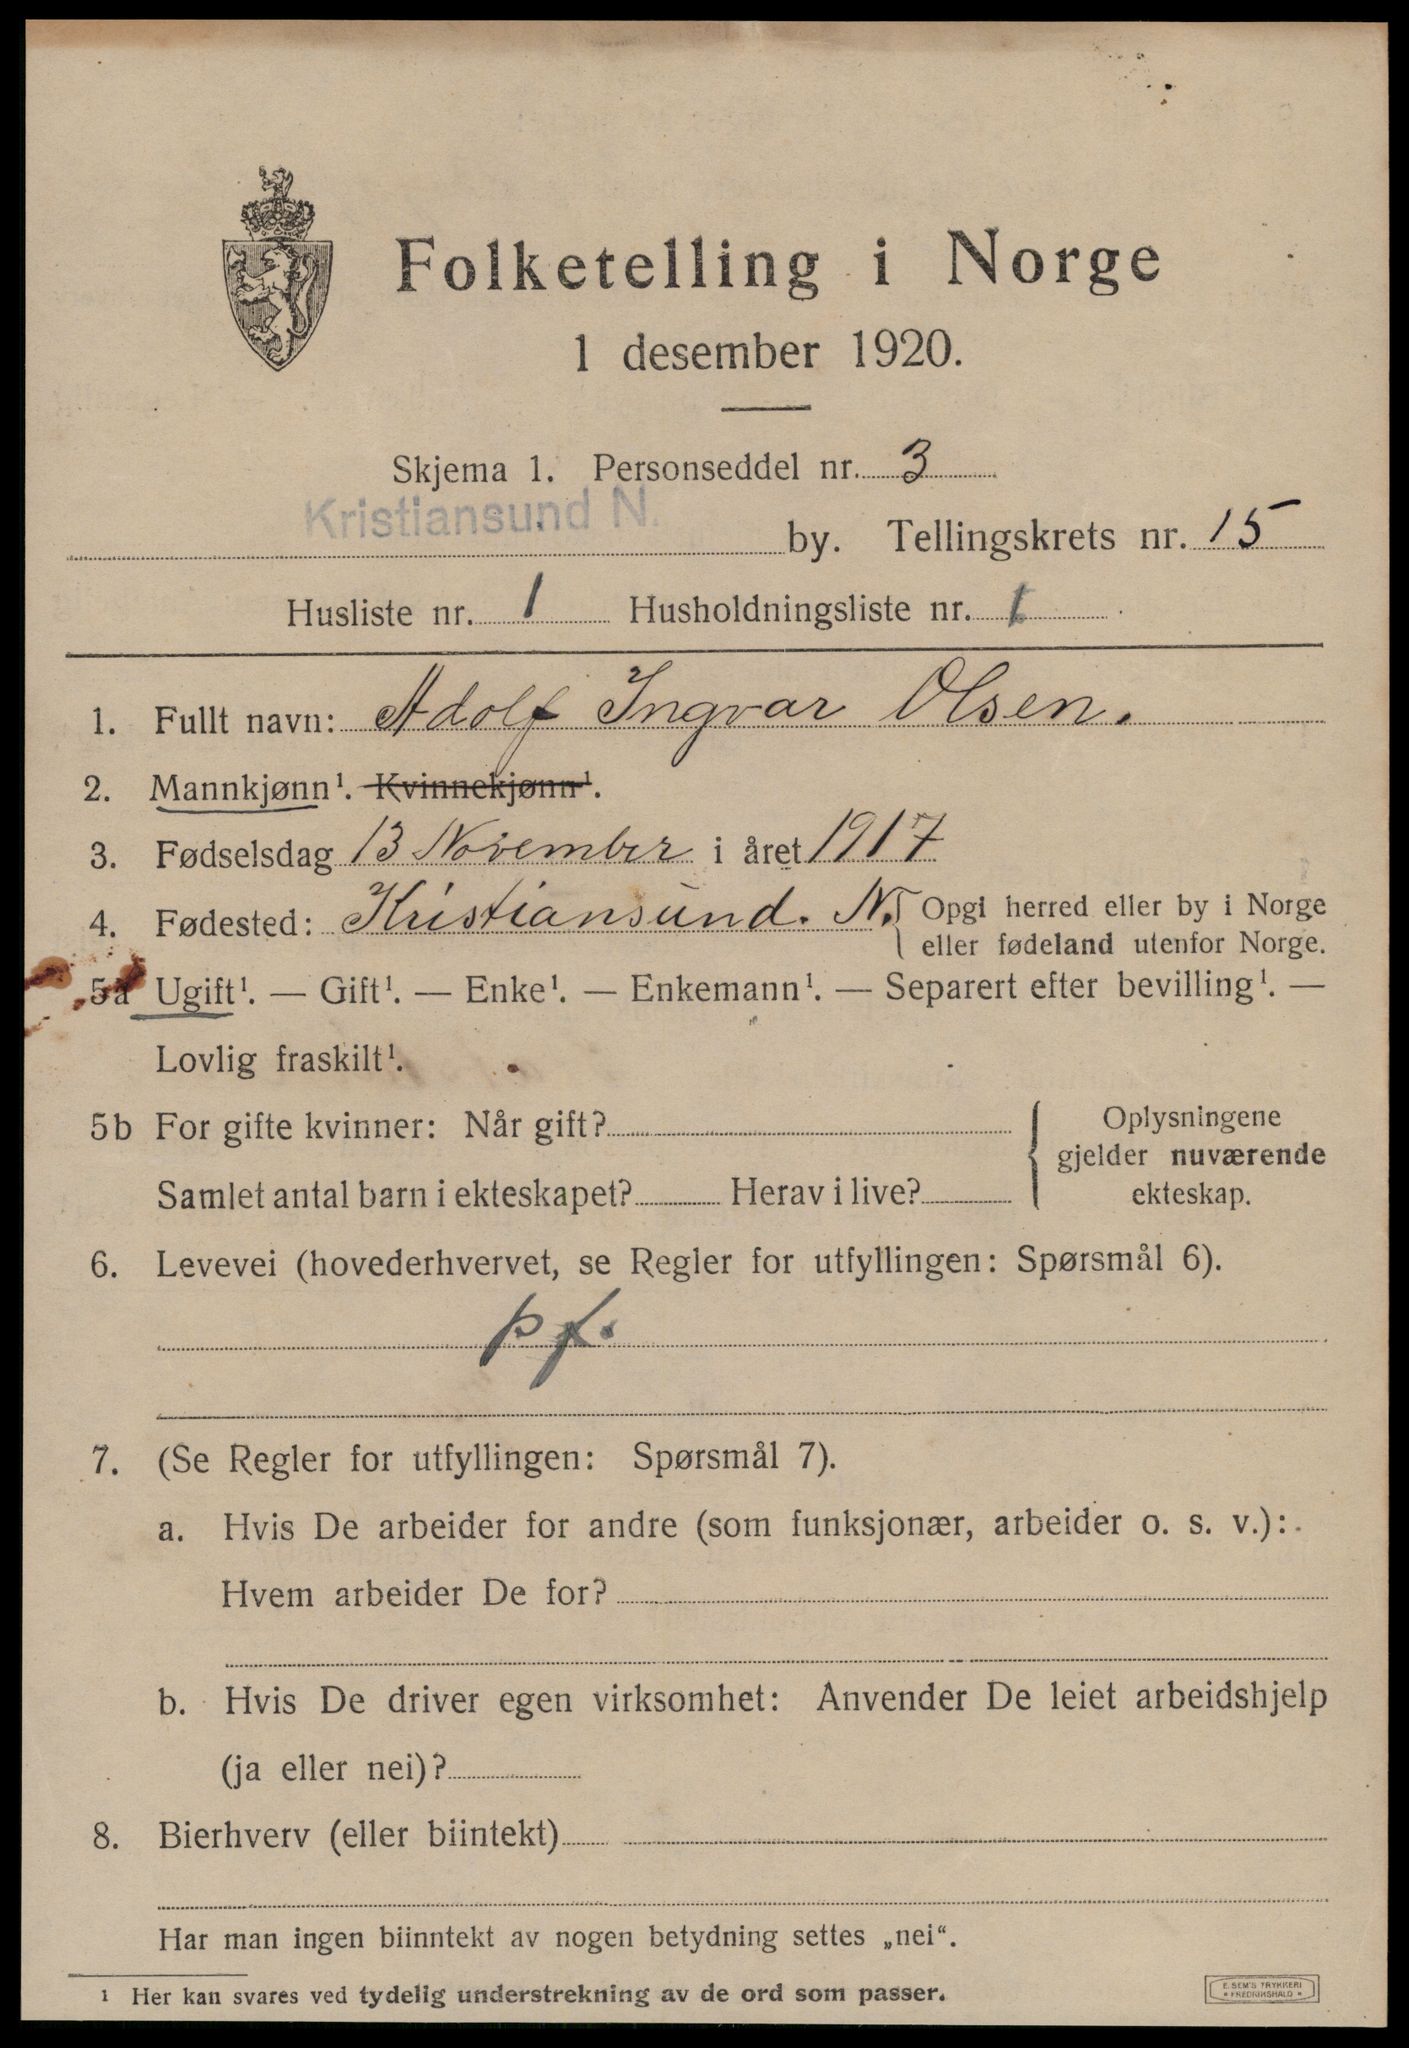 Folketelling i Norge
1 desember 1920.
Skjema 1. Personseddel nr. 3
Kristiansund N. by. Tellingskrets nr. 15
Husliste nr. 1 Husholdningsliste nr. 1
1. Fullt navn: Adolf Ingvar Olsen.
2. Mannkjønn¹. Kvinnekjønn¹.
3. Fødselsdag 13 November i året 1917
4. Fødested: Kristiansund. N. { Opgi herred eller by i Norge
eller fødeland utenfor Norge.
5a Ugift¹. — Gift¹. — Enke¹. — Enkemann¹. — Separert efter bevilling¹. —
Lovlig fraskilt¹.
5b For gifte kvinner: Når gift?
Samlet antal barn i ekteskapet? Herav i live?
{ Oplysningene
gjelder nuværende
ekteskap.
6. Levevei (hovederhvervet, se Regler for utfyllingen: Spørsmål 6).
p f.
7. (Se Regler for utfyllingen: Spørsmål 7).
a. Hvis De arbeider for andre (som funksjonær, arbeider o. s. v.):
Hvem arbeider De for?
b. Hvis De driver egen virksomhet: Anvender De leiet arbeidshjelp
(ja eller nei)?
8. Bierhverv (eller biintekt)
Har man ingen biinntekt av nogen betydning settes „nei“.
¹ Her kan svares ved tydelig understrekning av de ord som passer.
E. SEM'S TRYKKERI
• FREDRIKSHALD •